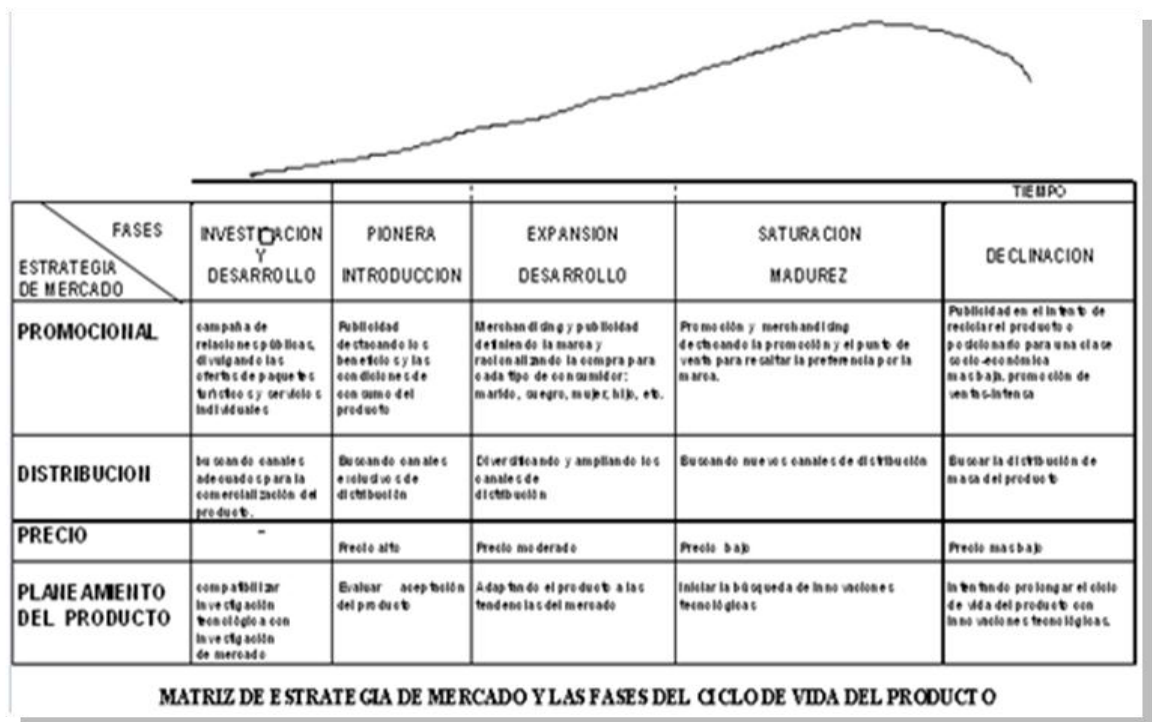 TIEMPO
FASES
ESTRATEGIA
DE MERCADO
INVESTIGACION
Y
DESARROLLO
PIONERA
INTRODUCCION
EXPANSION
DESARROLLO
SATURACION
MADUREZ
DECLINACION
PROMOCIONAL
campaña de
relaciones públicas,
divulgando las
ofertas de paquetes
turísticos y servicios
individuales
Publicidad
destacando los
beneficios y las
condiciones de
consumo del
producto
Merchandising y publicidad
definiendo la marca y
racionalizando la compra para
cada tipo de consumidor:
marido, suegro, mujer, hijo, etc.
Promoción y merchandising
destacando la promoción y el punto de
venta para resaltar la preferencia por la
marca.
Publicidad en el intento de
reciclar el producto o
posicionarlo para una clase
socio-económica
mas baja. promoción de
ventas-intensa
DISTRIBUCION
buscando canales
adecuados para la
comercialización del
producto.
Buscando canales
exclusivos de
distribución
Diversificando y ampliando los
canales de
distribución
Buscando nuevos canales de distribución
Buscar la distribución de
masa del producto
PRECIO
-
Precio alto
Precio moderado
Precio bajo
Precio mas bajo
PLANEAMIENTO
DEL PRODUCTO
compatibilizar
investigación
tecnológica con
investigación
de mercado
Evaluar aceptación
del producto
Adaptando el producto a las
tendencias del mercado
Iniciar la búsqueda de innovaciones
tecnológicas
Intentando prolongar el ciclo
de vida del producto con
innovaciones tecnológicas.
MATRIZ DE ESTRATEGIA DE MERCADO Y LAS FASES DEL CICLO DE VIDA DEL PRODUCTO